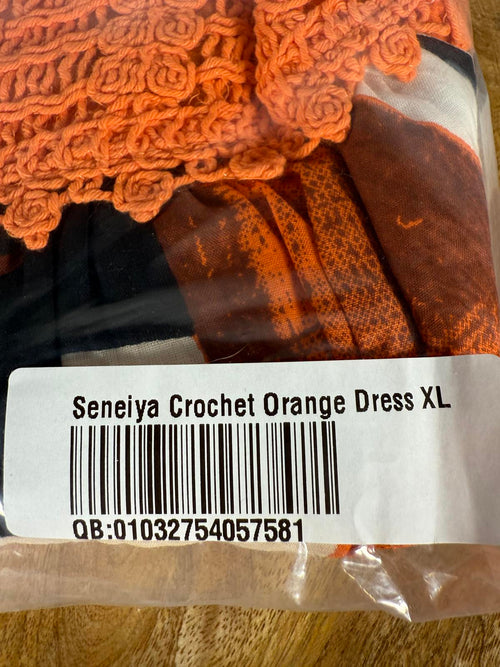 Seneiya Crochet Orange Dress XL
QB:01032754057581